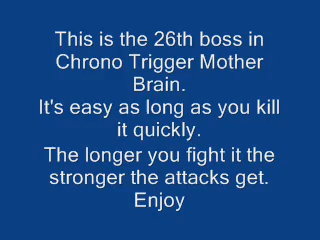 This is the 26th boss in
Chrono Trigger Mother
Brain.
It's easy as long as you kill
it quickly.
The longer you fight it the
stronger the attacks get.
Enjoy